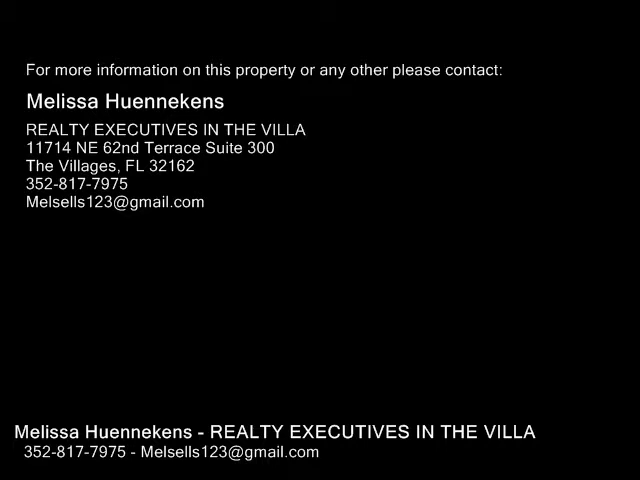 For more information on this property or any other please contact:
Melissa Huennekens
REALTY EXECUTIVES IN THE VILLA
11714 NE 62nd Terrace Suite 300
The Villages, FL 32162
352-817-7975
Melsells123@gmail.com
Melissa Huennekens - REALTY EXECUTIVES IN THE VILLA
352-817-7975 - Melsells123@gmail.com